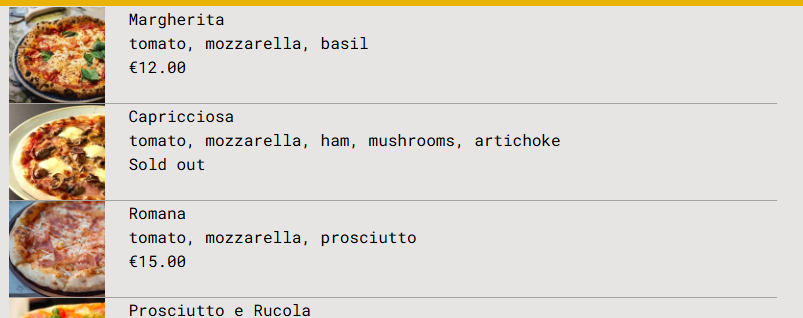 Margherita
tomato, mozzarella, basil
€12.00
Capricciosa
tomato, mozzarella, ham, mushrooms, artichoke
Sold out
Romana
tomato, mozzarella, prosciutto
€15.00
Prosciutto e Rucola